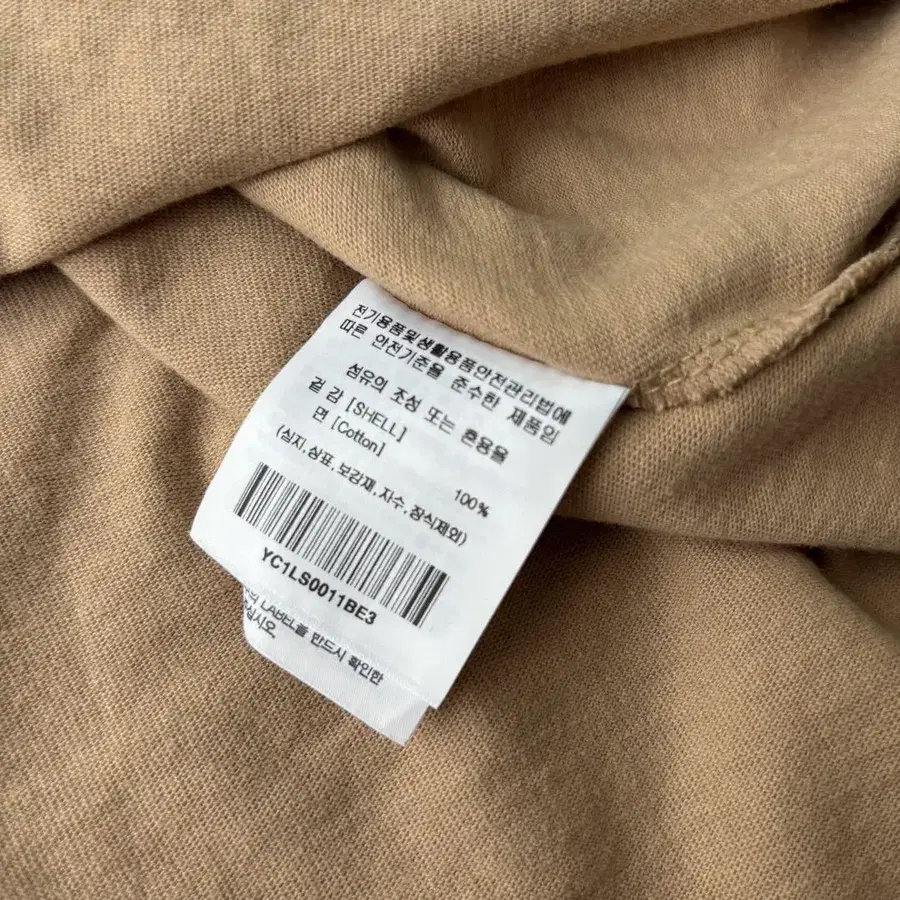 전기용품및생활용품안전관리법에
따른 안전기준을 준수한 제품임
섬유의 조성 또는 혼용율
겉 감 [SHELL]
면 [Cotton] 100%
(심지,상표,보강재,자수,장식제외)
YC1LS0011BE3
LABEL을 반드시 확인한